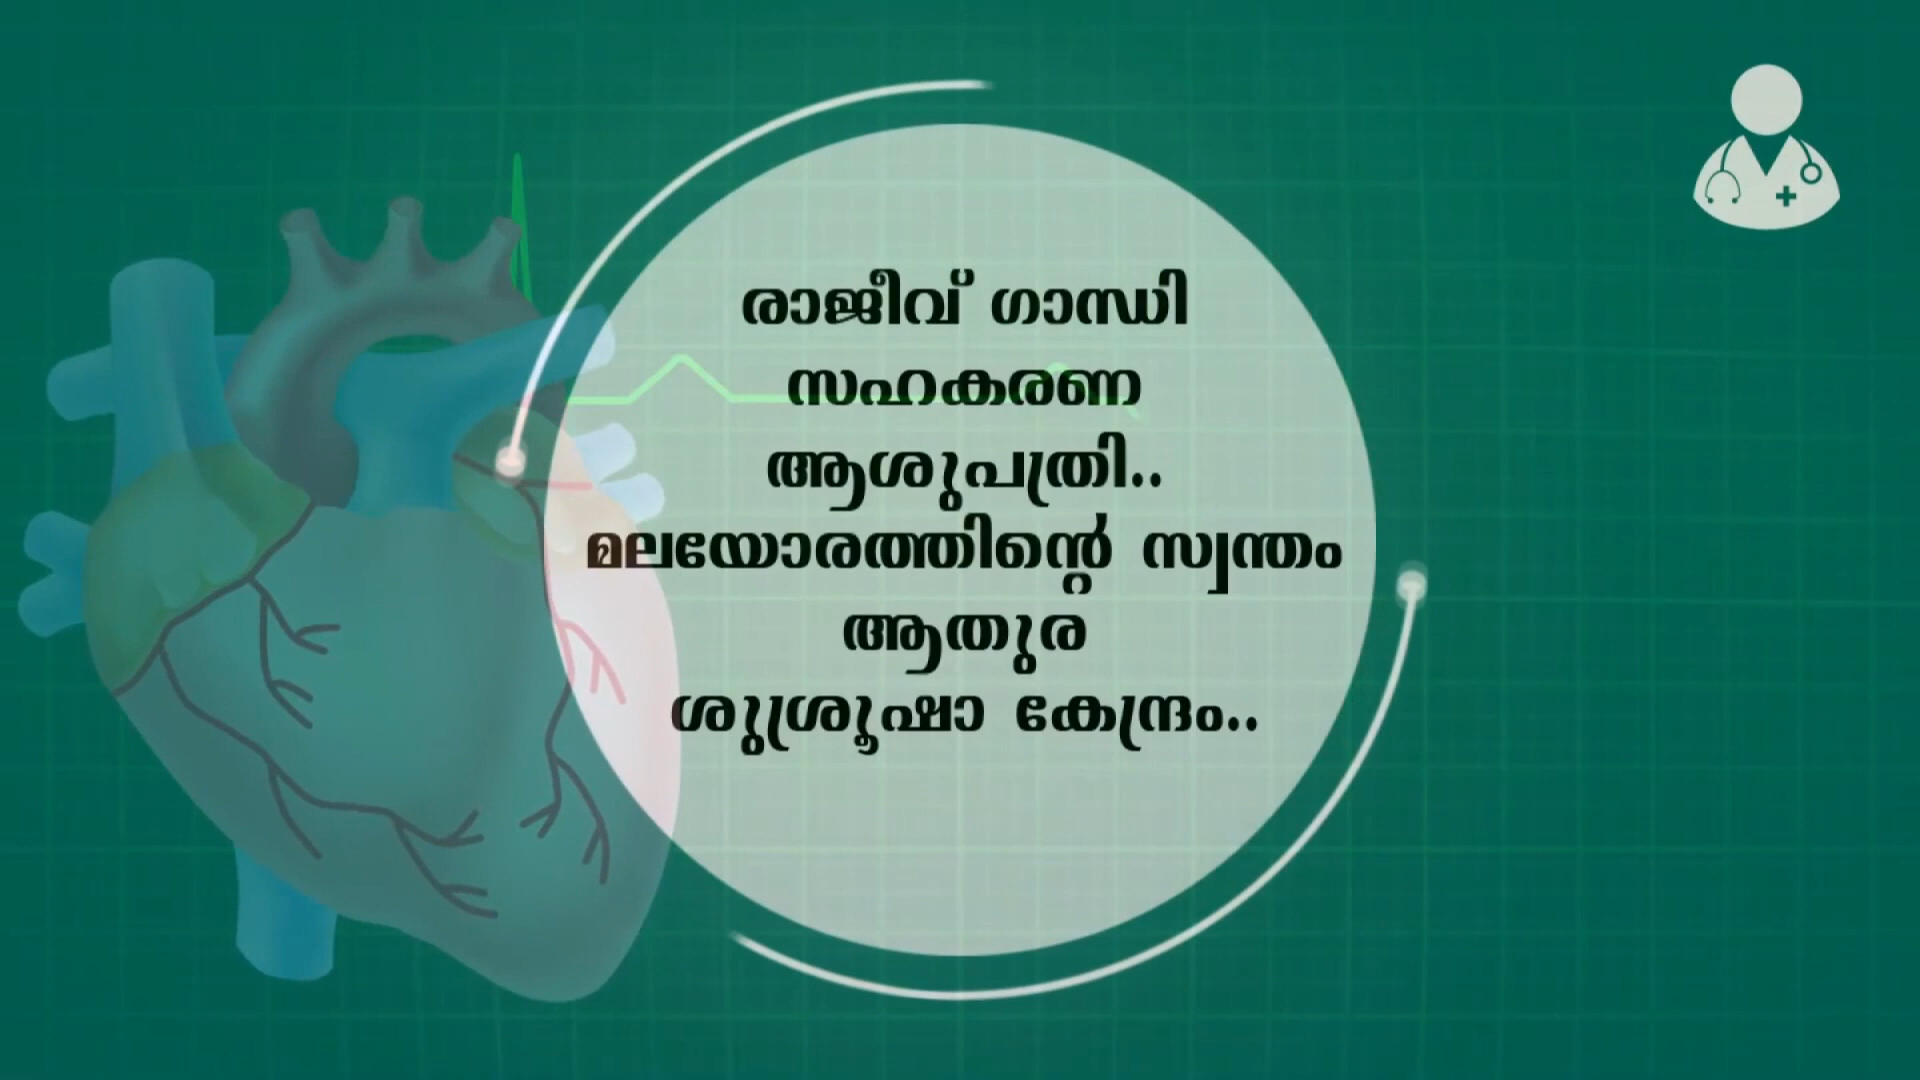 രാജീവ് ഗാന്ധി
സഹകരണ
ആശുപത്രി..
മലയോരത്തിന്റെ സ്വന്തം
ആതുര
ശുശ്രൂഷാ കേന്ദ്രം..